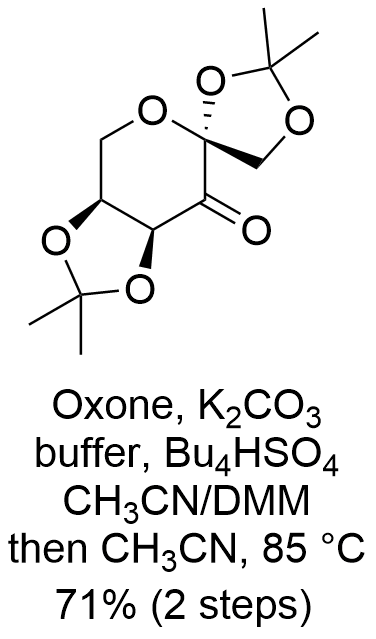 O
O
O
O
O
O
Oxone, K₂CO₃
buffer, Bu₄HSO₄
CH₃CN/DMM
then CH₃CN, 85 °C
71% (2 steps)